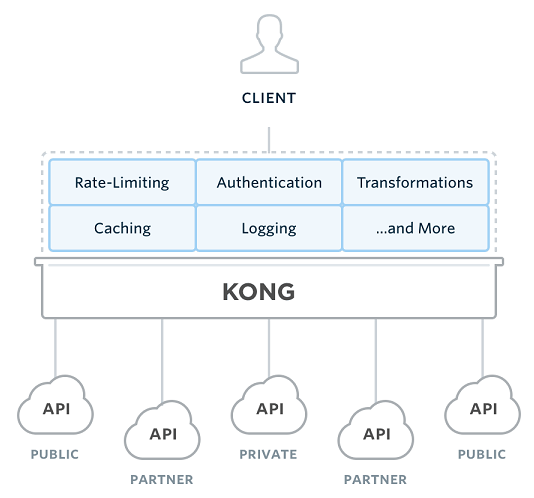 CLIENT
Rate-Limiting Authentication Transformations
Caching Logging ...and More
KONG
API API API
API API
PUBLIC PRIVATE PUBLIC
PARTNER PARTNER